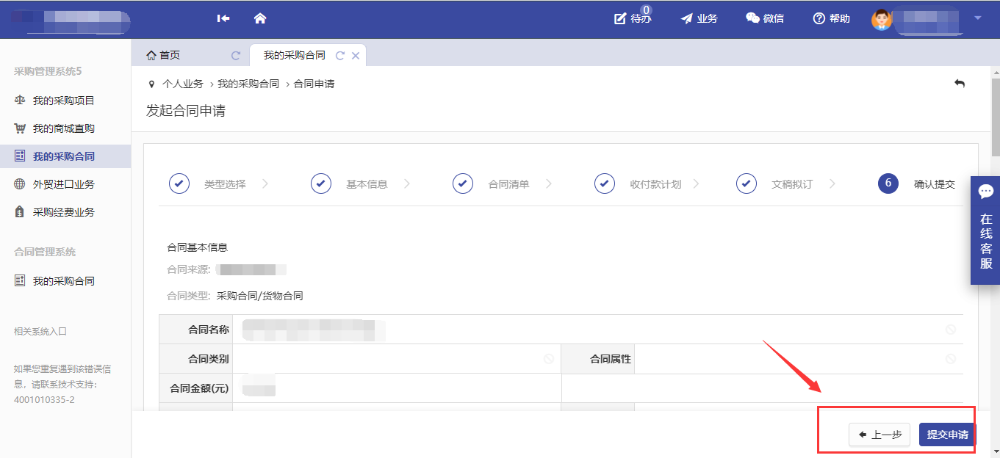 待办 0
业务
微信
帮助
首页
我的采购合同
采购管理系统5
我的采购项目
我的商城直购
我的采购合同
外贸进口业务
采购经费业务
合同管理系统
我的采购合同
相关系统入口
如果您重复遇到该错误信
息，请联系技术支持：
4001010335-2
个人业务 › 我的采购合同 › 合同申请
发起合同申请
类型选择
基本信息
合同清单
收付款计划
文稿拟订
6 确认提交
合同基本信息
合同来源:
合同类型: 采购合同/货物合同
合同名称
合同类别
合同属性
合同金额(元)
上一步
提交申请
在线客服